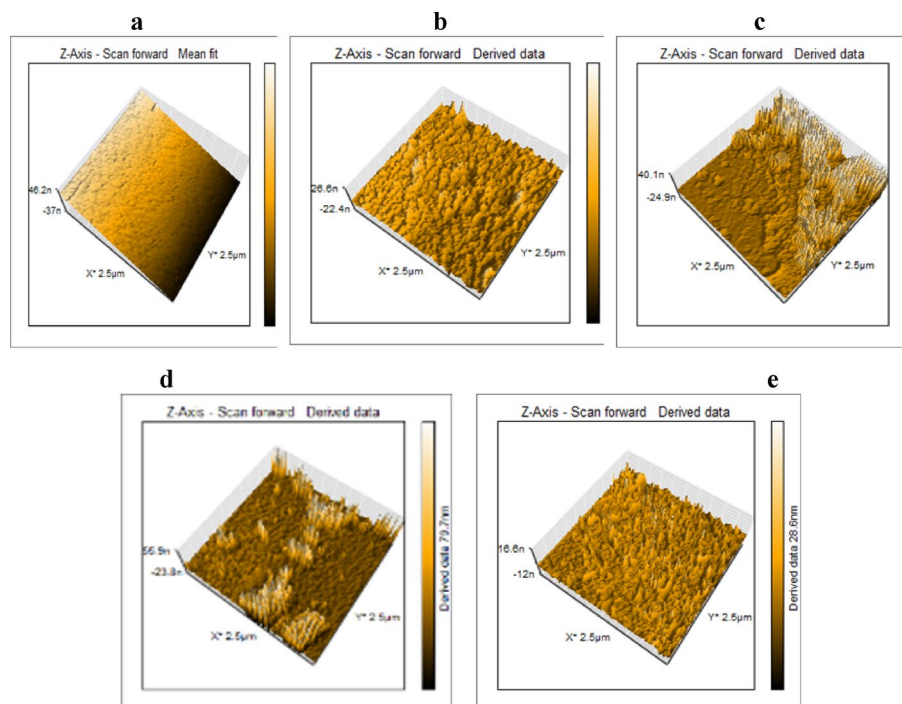 a
Z-Axis - Scan forward Mean fit
46.2n
-37n
X* 2.5µm
Y* 2.5µm
b
Z-Axis - Scan forward Derived data
26.6n
-22.4n
X* 2.5µm
Y* 2.5µm
c
Z-Axis - Scan forward Derived data
40.1n
-24.9n
X* 2.5µm
Y* 2.5µm
d
Z-Axis - Scan forward Derived data
55.9n
-23.8n
X* 2.5µm
Y* 2.5µm
Derived data 79.7nm
e
Z-Axis - Scan forward Derived data
16.6n
-12n
X* 2.5µm
Y* 2.5µm
Derived data 28.6nm